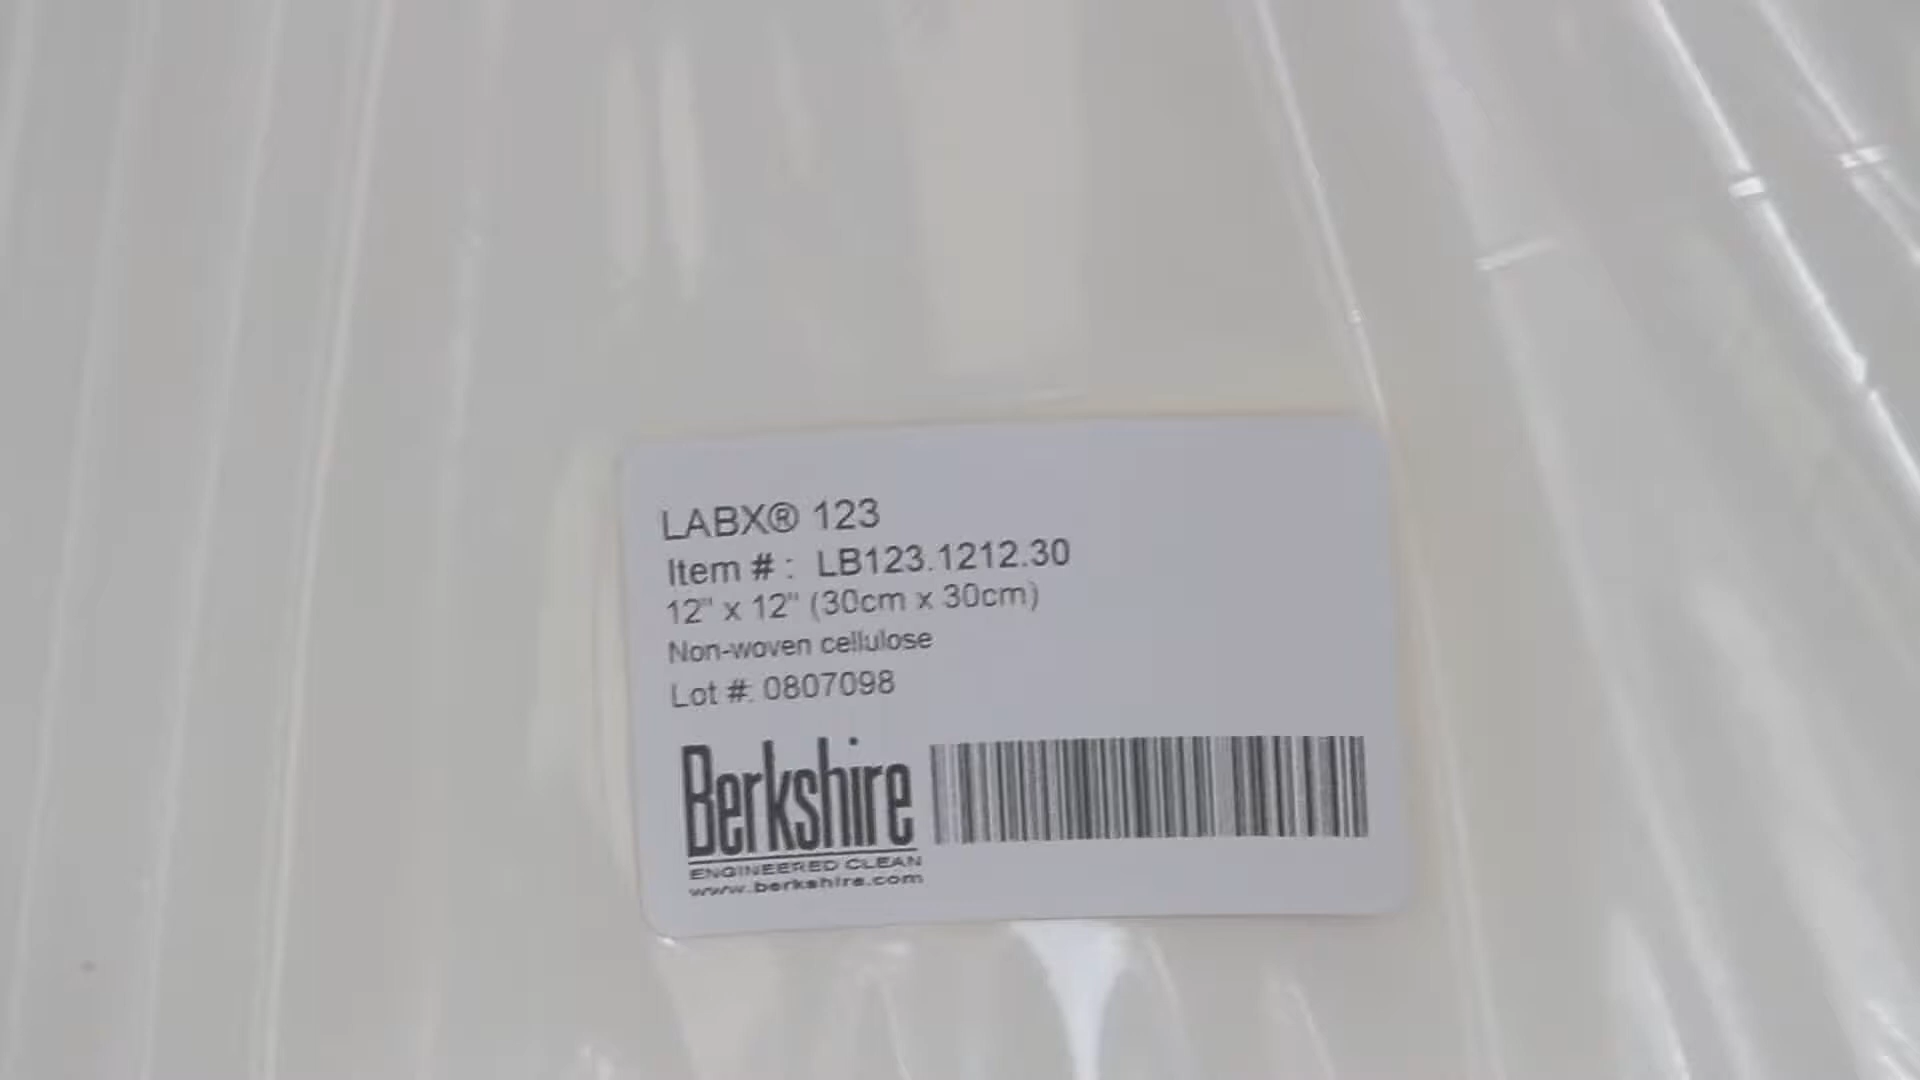 LABX® 123
Item # : LB123.1212.30
12" x 12" (30cm x 30cm)
Non-woven cellulose
Lot #: 0807098
Berkshire
ENGINEERED CLEAN
www.berkshire.com